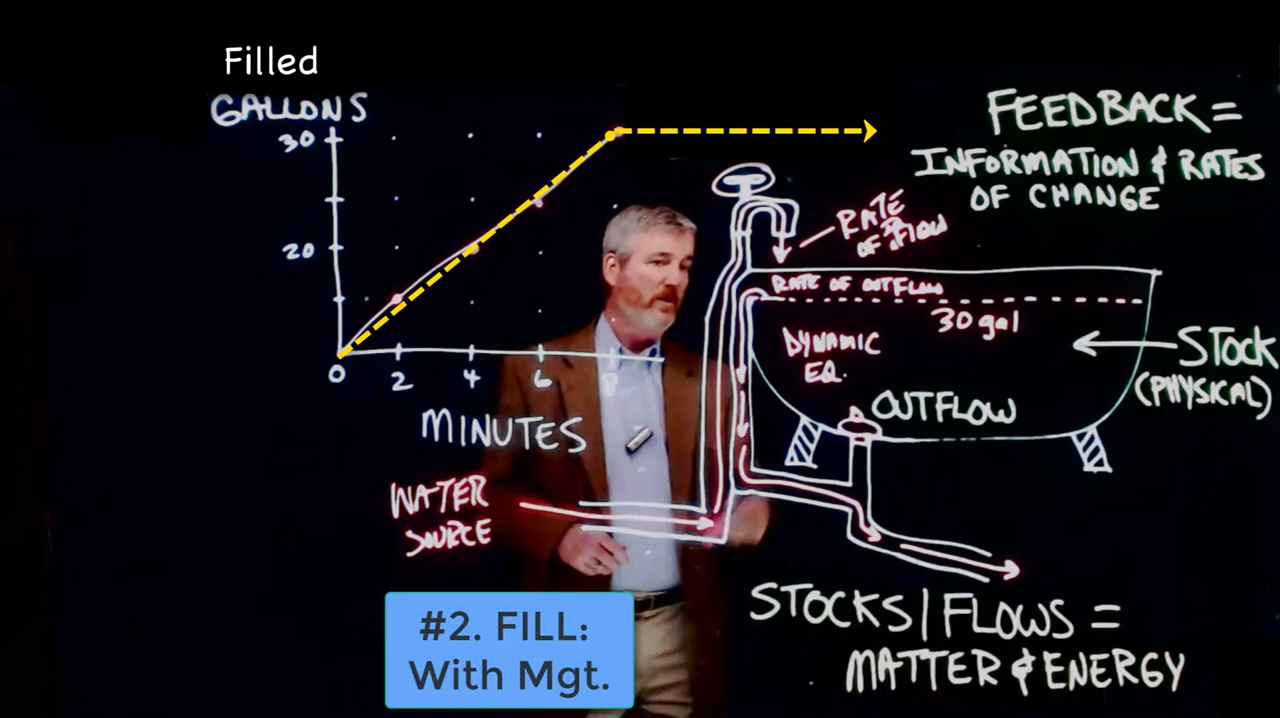 Filled
GALLONS
30
20
0
2
4
6
8
MINUTES
WATER
SOURCE
#2. FILL:
With Mgt.
FEEDBACK =
INFORMATION & RATES
OF CHANGE
RATE
OF FLOW
RATE OF OUTFLOW
30 gal
DYNAMIC
EQ.
STOCK
(PHYSICAL)
OUTFLOW
STOCKS/FLOWS =
MATTER & ENERGY